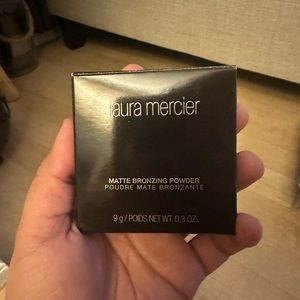 laura mercier
MATTE BRONZING POWDER
POUDRE MATE BRONZANTE
9 g / POIDS NET WT. 0.3 OZ.